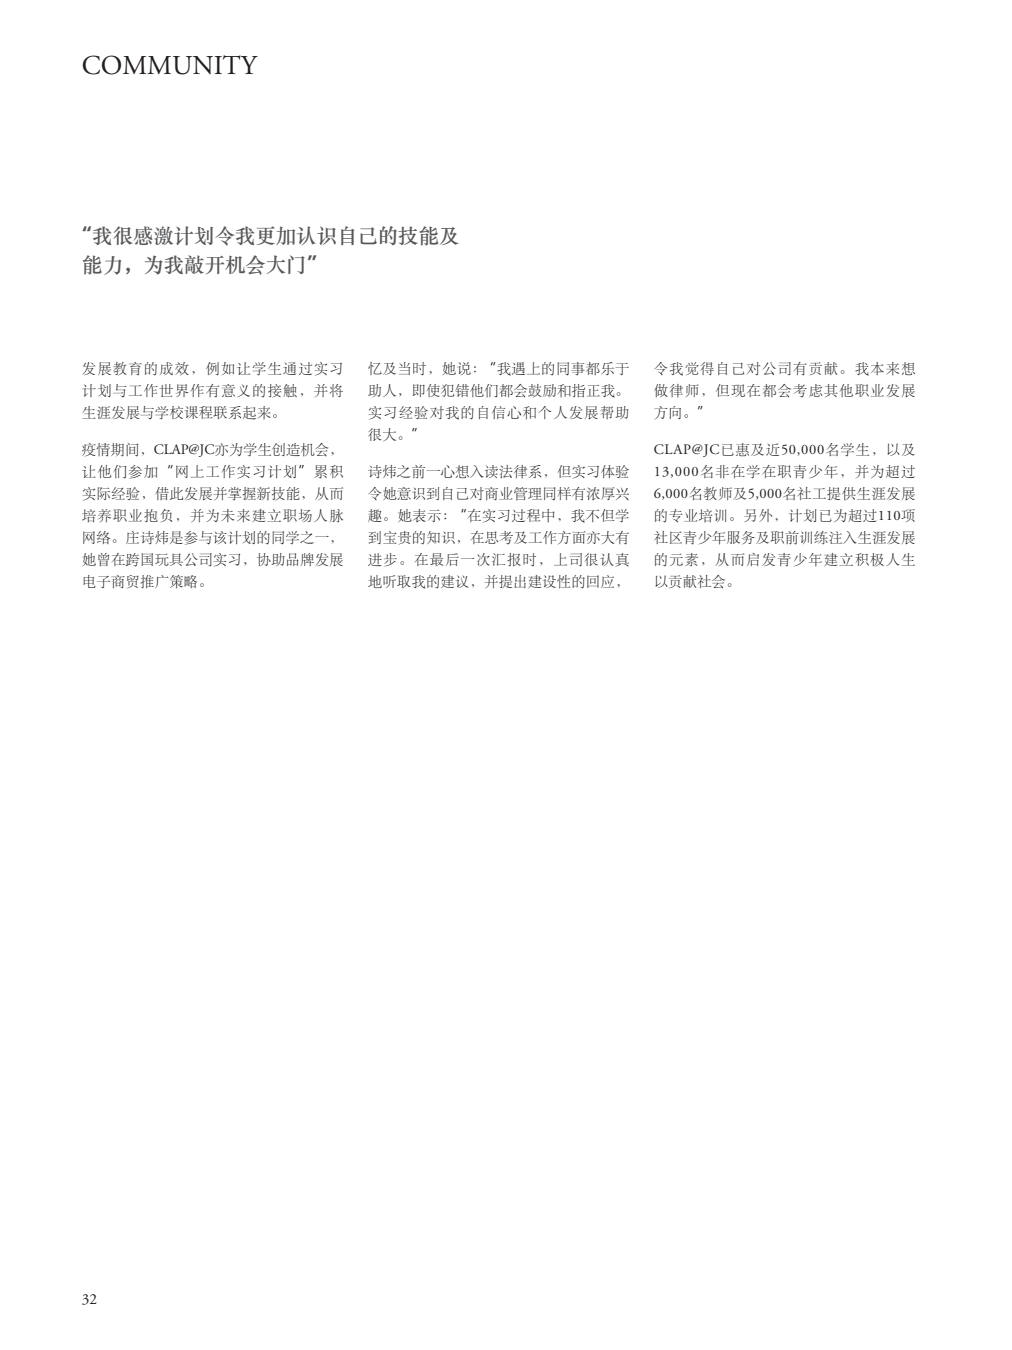 COMMUNITY
“我很感激计划令我更加认识自己的技能及
能力，为我敲开机会大门”
发展教育的成效，例如让学生通过实习
计划与工作世界作有意义的接触，并将
生涯发展与学校课程联系起来。
疫情期间，CLAP@JC亦为学生创造机会，
让他们参加“网上工作实习计划”累积
实际经验，借此发展并掌握新技能，从而
培养职业抱负，并为未来建立职场人脉
网络。庄诗炜是参与该计划的同学之一，
她曾在跨国玩具公司实习，协助品牌发展
电子商贸推广策略。
忆及当时，她说：“我遇上的同事都乐于
助人，即使犯错他们都会鼓励和指正我。
实习经验对我的自信心和个人发展帮助
很大。”
诗炜之前一心想入读法律系，但实习体验
令她意识到自己对商业管理同样有浓厚兴
趣。她表示：“在实习过程中，我不但学
到宝贵的知识，在思考及工作方面亦大有
进步。在最后一次汇报时，上司很认真
地听取我的建议，并提出建设性的回应，
令我觉得自己对公司有贡献。我本来想
做律师，但现在都会考虑其他职业发展
方向。”
CLAP@JC已惠及近50,000名学生，以及
13,000名非在学在职青少年，并为超过
6,000名教师及5,000名社工提供生涯发展
的专业培训。另外，计划已为超过110项
社区青少年服务及职前训练注入生涯发展
的元素，从而启发青少年建立积极人生
以贡献社会。
32